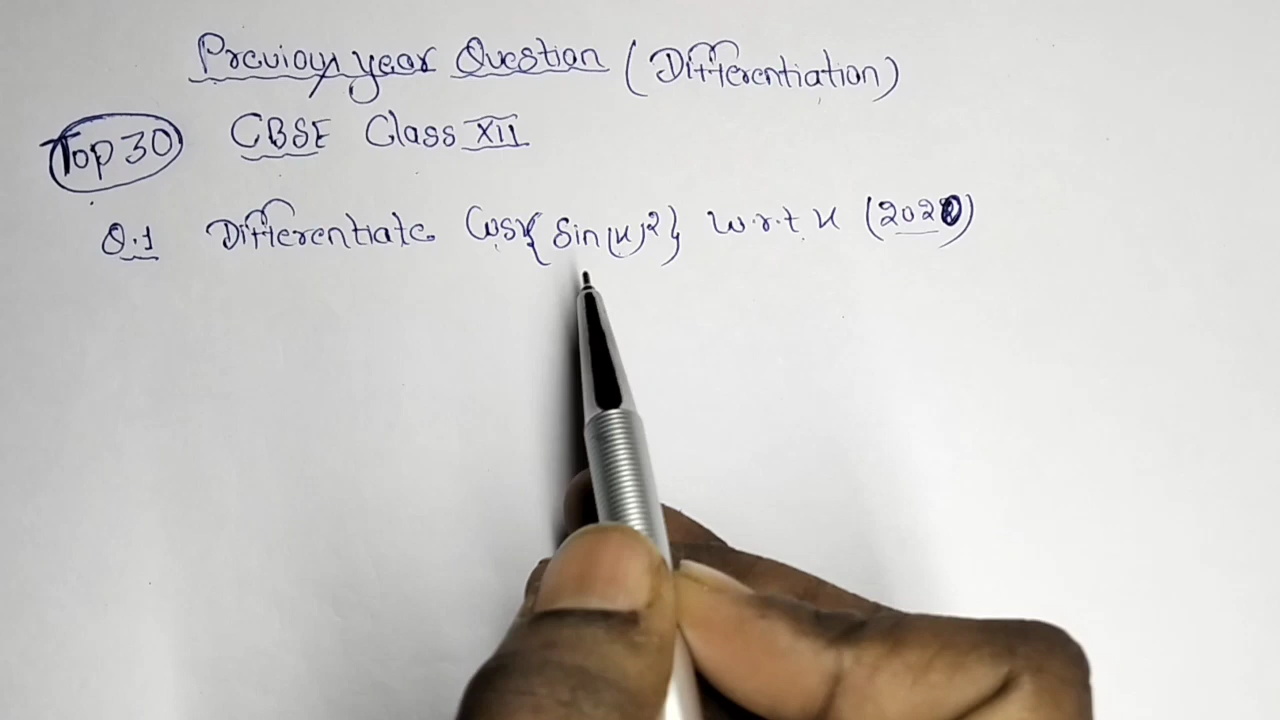 Previous year Question (Differentiation)
Top 30 CBSE Class XII
Q.1 Differentiate Cos{Sin(x)²} w.r.t x (2020)